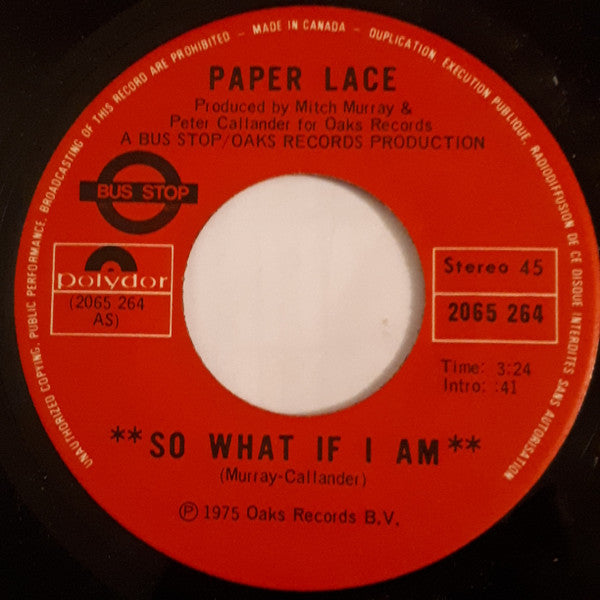 UNAUTHORIZED COPYING, PUBLIC PERFORMANCE, BROADCASTING OF THIS RECORD ARE PROHIBITED – MADE IN CANADA – DUPLICATION, EXECUTION PUBLIQUE, RADIODIFFUSION DE CE DISQUE INTERDITES SANS AUTORISATION
PAPER LACE
Produced by Mitch Murray &
Peter Callander for Oaks Records
A BUS STOP/OAKS RECORDS PRODUCTION
BUS STOP
polydor
(2065 264
AS)
Stereo 45
2065 264
Time: 3:24
Intro: :41
**SO WHAT IF I AM**
(Murray-Callander)
Ⓟ 1975 Oaks Records B.V.